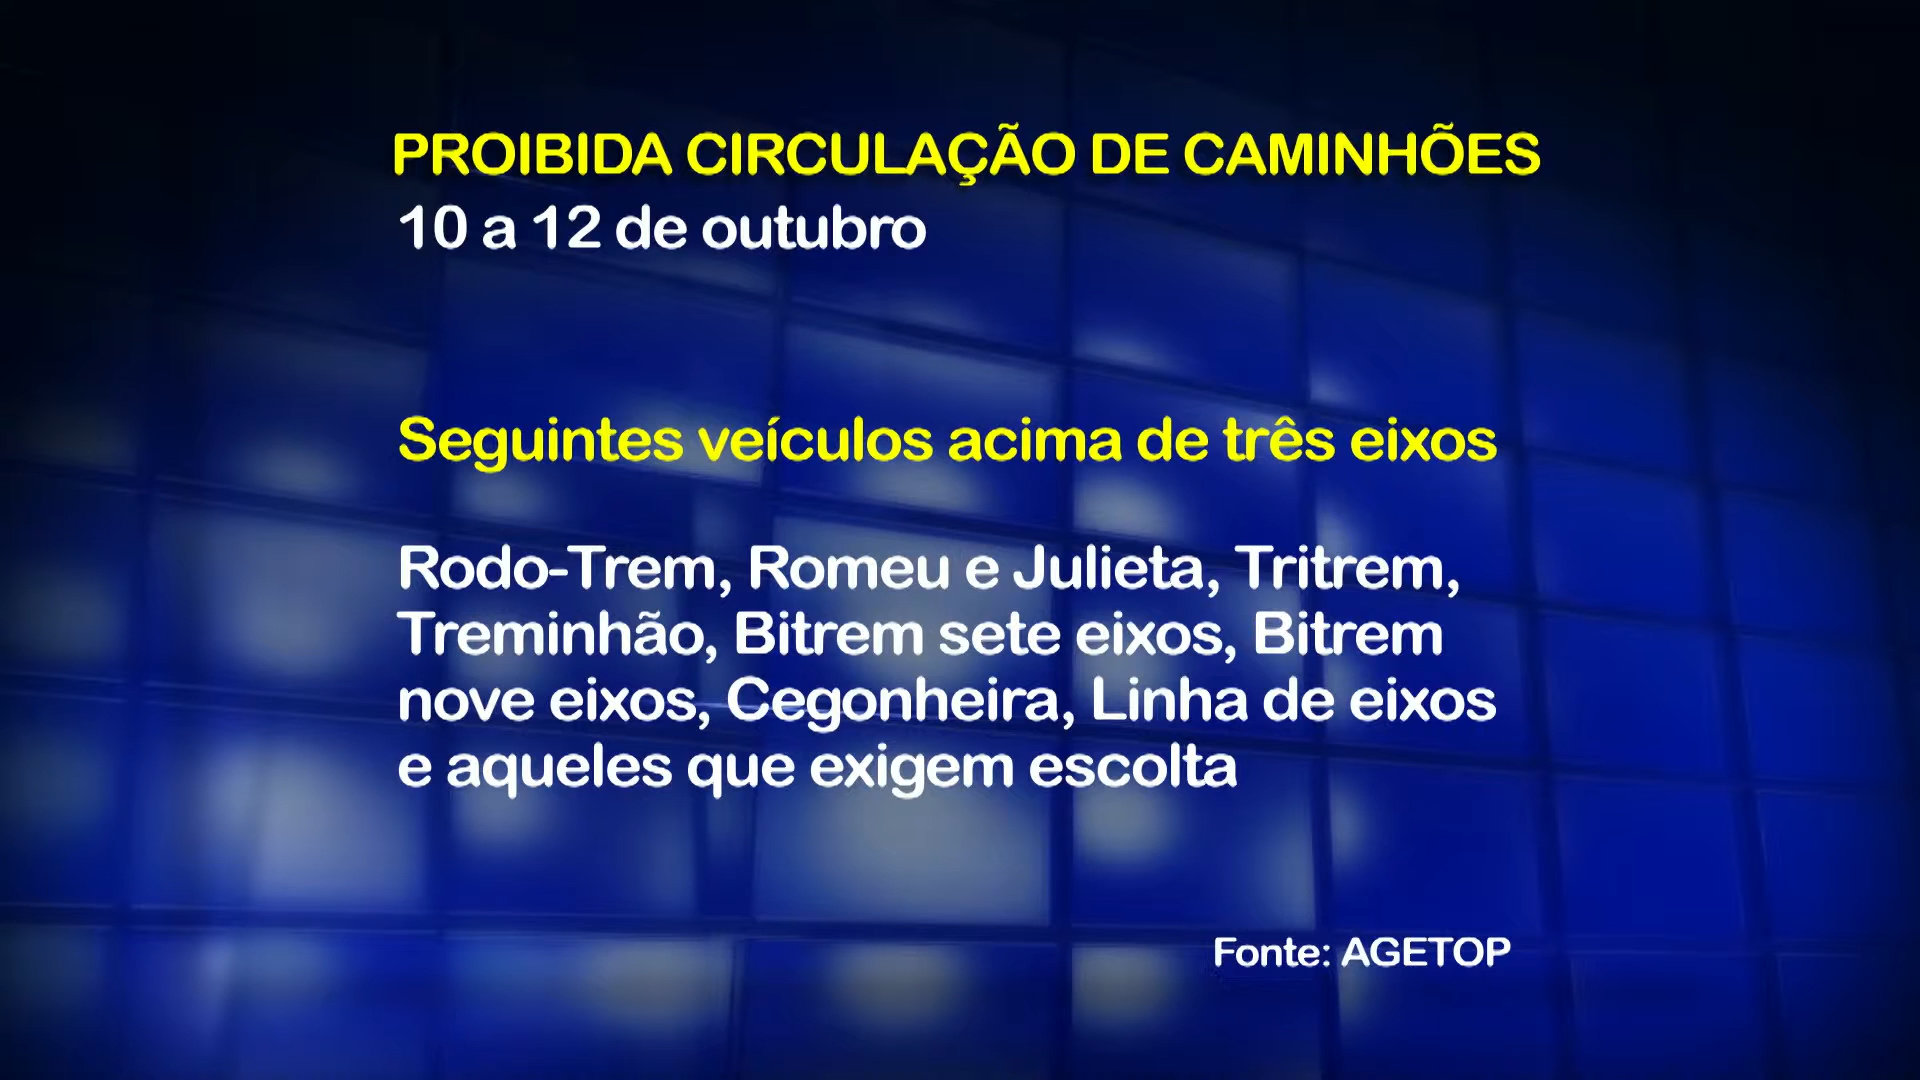 PROIBIDA CIRCULAÇÃO DE CAMINHÕES
10 a 12 de outubro
Seguintes veículos acima de três eixos
Rodo-Trem, Romeu e Julieta, Tritrem,
Treminhão, Bitrem sete eixos, Bitrem
nove eixos, Cegonheira, Linha de eixos
e aqueles que exigem escolta
Fonte: AGETOP